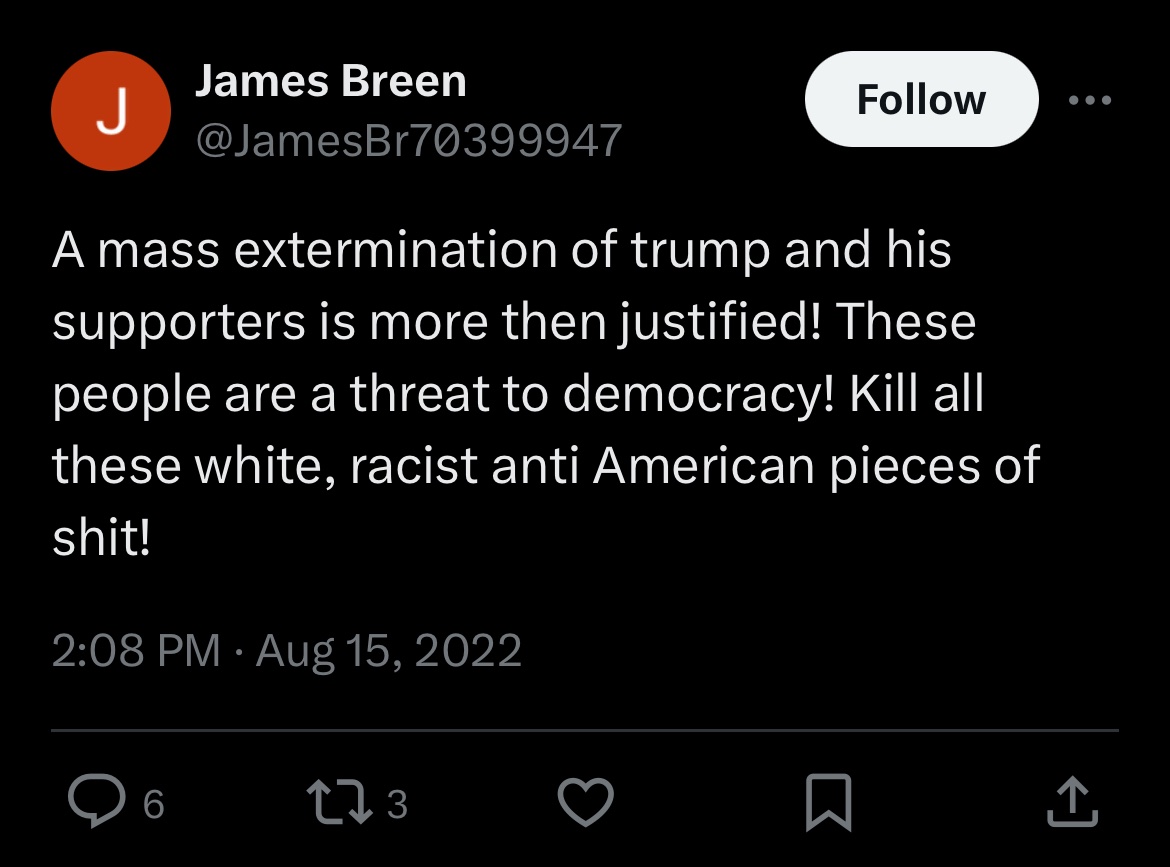 J
James Breen
Follow
@JamesBr70399947
A mass extermination of trump and his
supporters is more then justified! These
people are a threat to democracy! Kill all
these white, racist anti American pieces of
shit!
2:08 PM · Aug 15, 2022
6
3